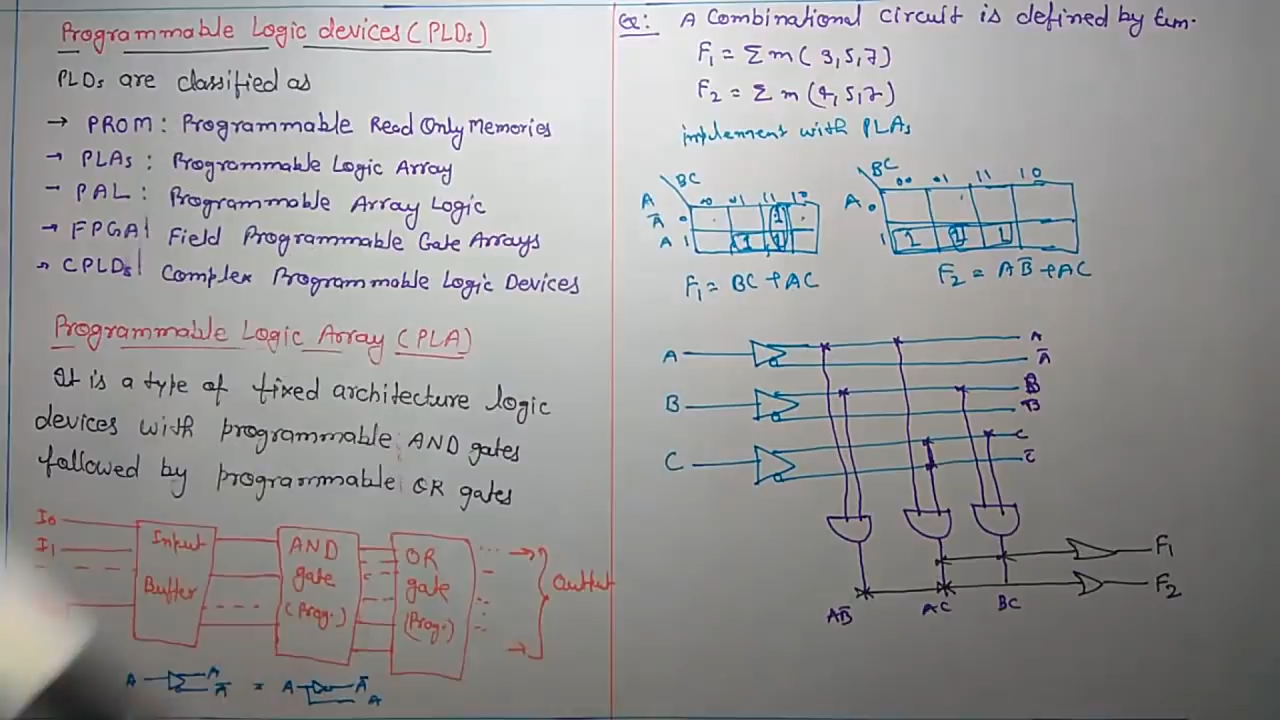 Programmable Logic devices (PLDs)
PLDs are classified as
→ PROM : Programmable Read Only Memories
→ PLAs : Programmable Logic Array
- PAL : Programmable Array Logic
→ FPGA : Field Programmable Gate Arrays
→ CPLDs : Complex Programmable Logic Devices
Programmable Logic Array (PLA)
It is a type of fixed architecture logic
devices with programmable AND gates
followed by programmable OR gates
I0
I1
Input
Buffer
AND
gate
(Prog.)
OR
gate
(Prog.)
Output
A A Ā = A Ā A
Ex: A Combinational circuit is defined by
F1 = Σm(3,5,7)
F2 = Σm(4,5,7)
implement with PLAs
BC
00 01 11 10
A
Ā 0 1
A 1 1 1
F1 = BC + AC
BC
00 01 11 10
A 0
1 1 1 1
F2 = AB̄ + AC
A A
Ā
B B
B̄
C C
C̄
F1
F2
AB̄ AC BC